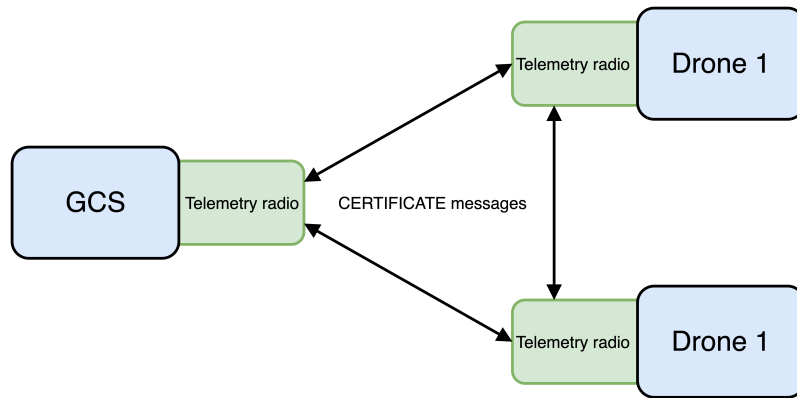 Telemetry radio
Drone 1
GCS
Telemetry radio
CERTIFICATE messages
Telemetry radio
Drone 1